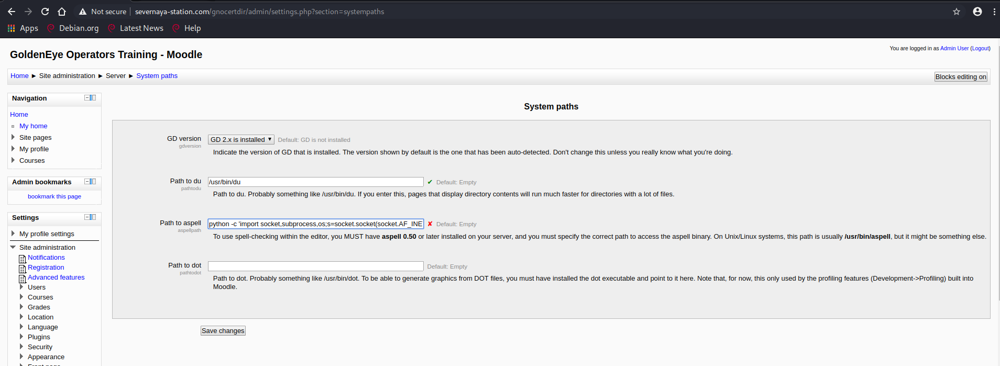 Not secure | severnaya-station.com/gnocertdir/admin/settings.php?section=systempaths
Apps Debian.org Latest News Help
GoldenEye Operators Training - Moodle
You are logged in as Admin User (Logout)
Home ► Site administration ► Server ► System paths
Blocks editing on
Navigation
Home
My home
Site pages
My profile
Courses
Admin bookmarks
bookmark this page
Settings
My profile settings
Site administration
Notifications
Registration
Advanced features
Users
Courses
Grades
Location
Language
Plugins
Security
Appearance
Front page
System paths
GD version GD 2.x is installed Default: GD is not installed
gdversion
Indicate the version of GD that is installed. The version shown by default is the one that has been auto-detected. Don't change this unless you really know what you're doing.
Path to du /usr/bin/du ✔ Default: Empty
pathtodu
Path to du. Probably something like /usr/bin/du. If you enter this, pages that display directory contents will run much faster for directories with a lot of files.
Path to aspell python -c 'import socket,subprocess,os;s=socket.socket(socket.AF_INE ✘ Default: Empty
aspellpath
To use spell-checking within the editor, you MUST have aspell 0.50 or later installed on your server, and you must specify the correct path to access the aspell binary. On Unix/Linux systems, this path is usually /usr/bin/aspell, but it might be something else.
Path to dot Default: Empty
pathtodot
Path to dot. Probably something like /usr/bin/dot. To be able to generate graphics from DOT files, you must have installed the dot executable and point to it here. Note that, for now, this only used by the profiling features (Development->Profiling) built into
Moodle.
Save changes